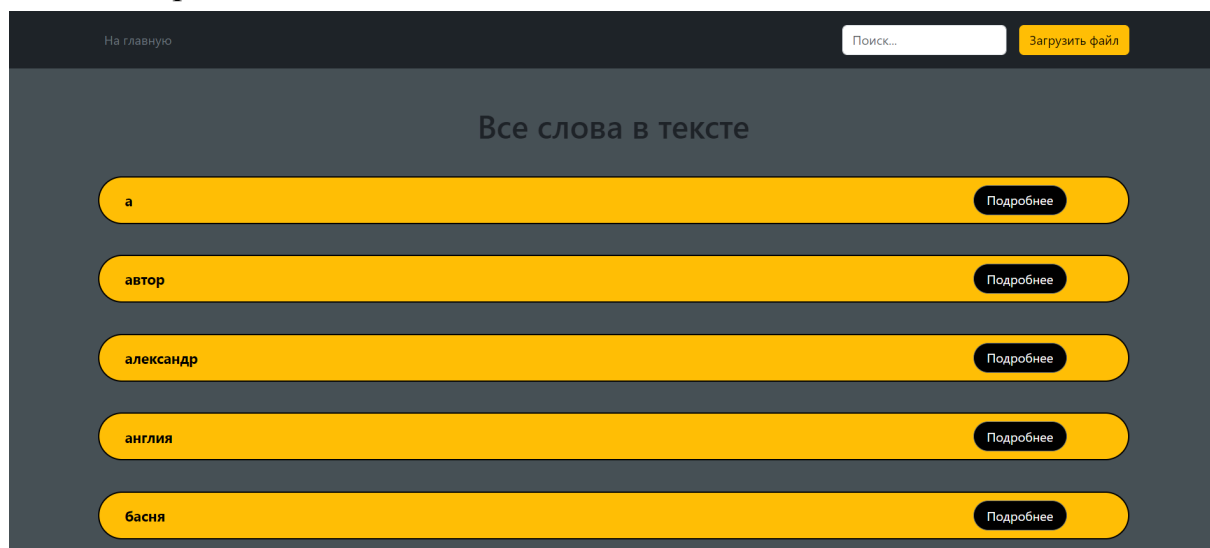 На главную
Поиск...
Загрузить файл
Все слова в тексте
а
Подробнее
автор
Подробнее
александр
Подробнее
англия
Подробнее
басня
Подробнее